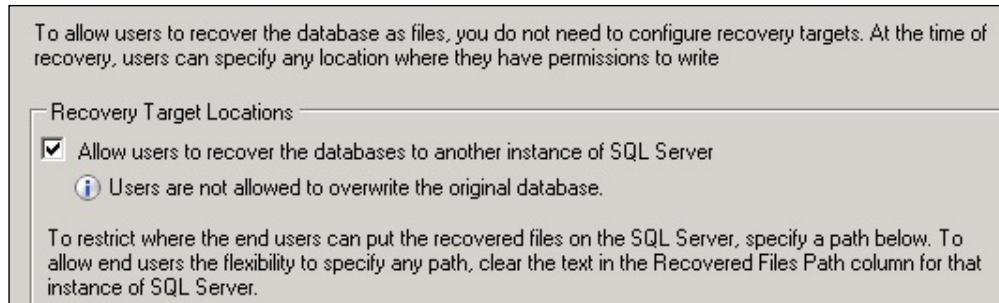 To allow users to recover the database as files, you do not need to configure recovery targets. At the time of
recovery, users can specify any location where they have permissions to write
Recovery Target Locations
Allow users to recover the databases to another instance of SQL Server
Users are not allowed to overwrite the original database.
To restrict where the end users can put the recovered files on the SQL Server, specify a path below. To
allow end users the flexibility to specify any path, clear the text in the Recovered Files Path column for that
instance of SQL Server.